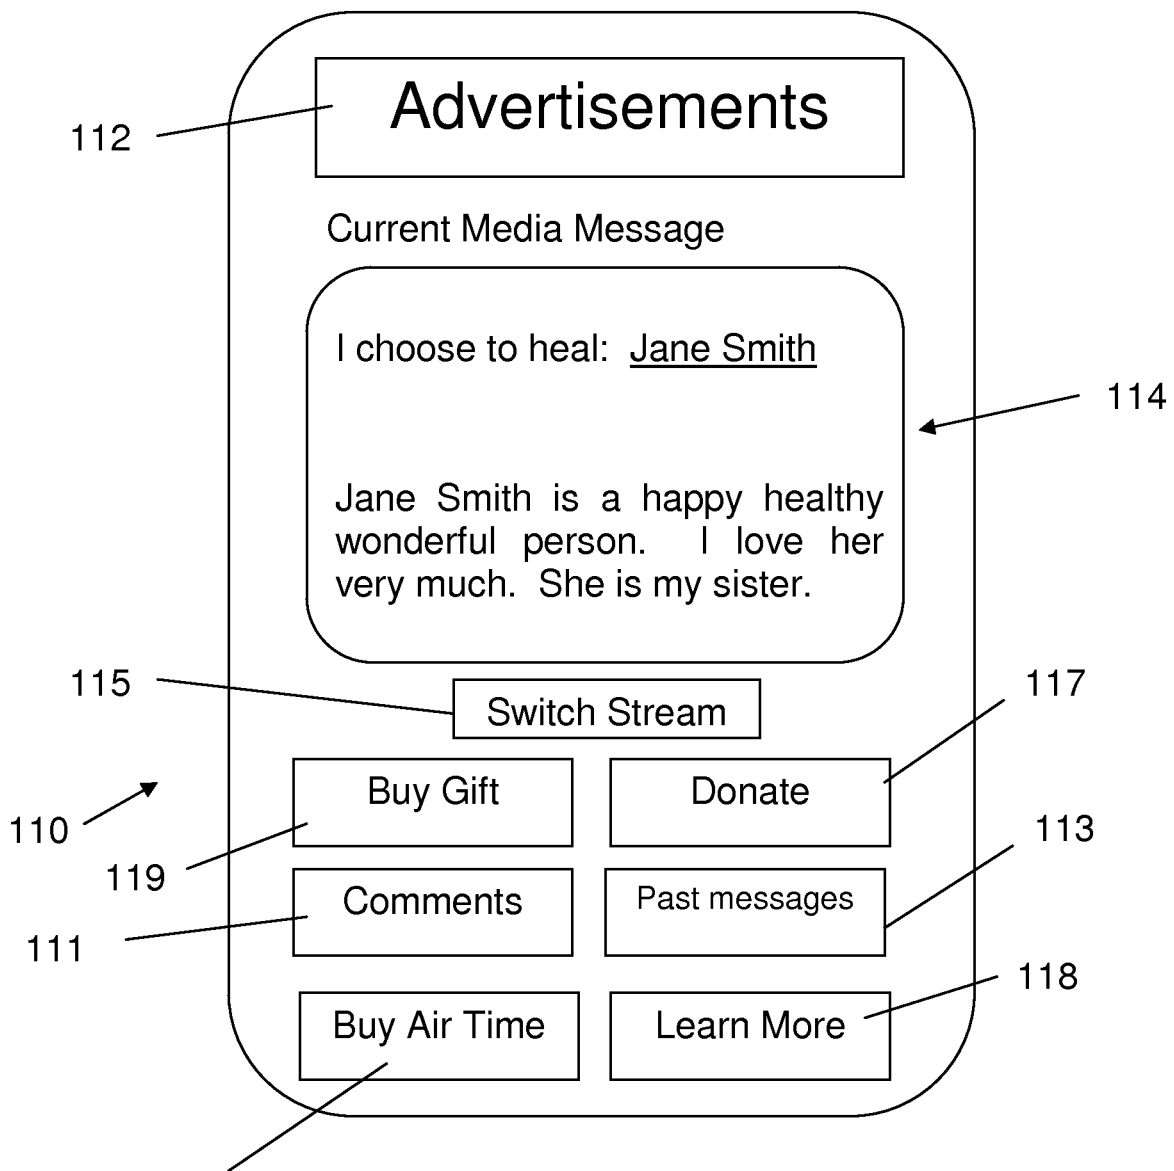 Advertisements
112
Current Media Message
I choose to heal: Jane Smith
114
Jane Smith is a happy healthy
wonderful person. I love her
very much. She is my sister.
115
Switch Stream
117
Buy Gift
Donate
110
119
113
Comments
Past messages
111
118
Buy Air Time
Learn More